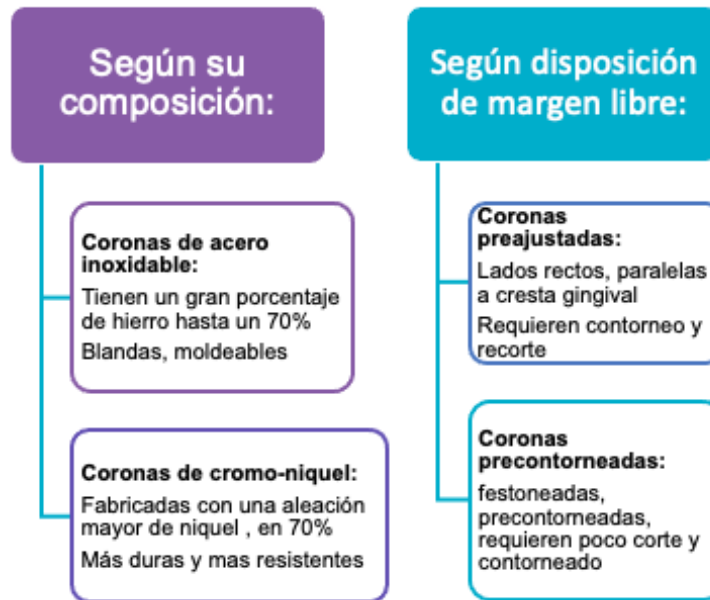 Según su
composición:
Coronas de acero
inoxidable:
Tienen un gran porcentaje
de hierro hasta un 70%
Blandas, moldeables
Coronas de cromo-niquel:
Fabricadas con una aleación
mayor de niquel , en 70%
Más duras y mas resistentes
Según disposición
de margen libre:
Coronas
preajustadas:
Lados rectos, paralelas
a cresta gingival
Requieren contorneo y
recorte
Coronas
precontorneadas:
festoneadas,
precontorneadas,
requieren poco corte y
contorneado